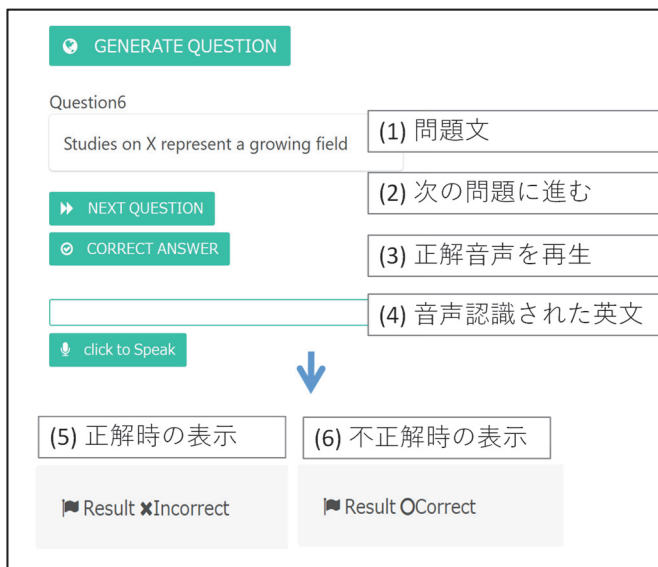 GENERATE QUESTION
Question6
Studies on X represent a growing field
(1) 問題文
(2) 次の問題に進む
NEXT QUESTION
CORRECT ANSWER
(3) 正解音声を再生
(4) 音声認識された英文
click to Speak
(5) 正解時の表示
(6) 不正解時の表示
Result ✖Incorrect
Result OCorrect